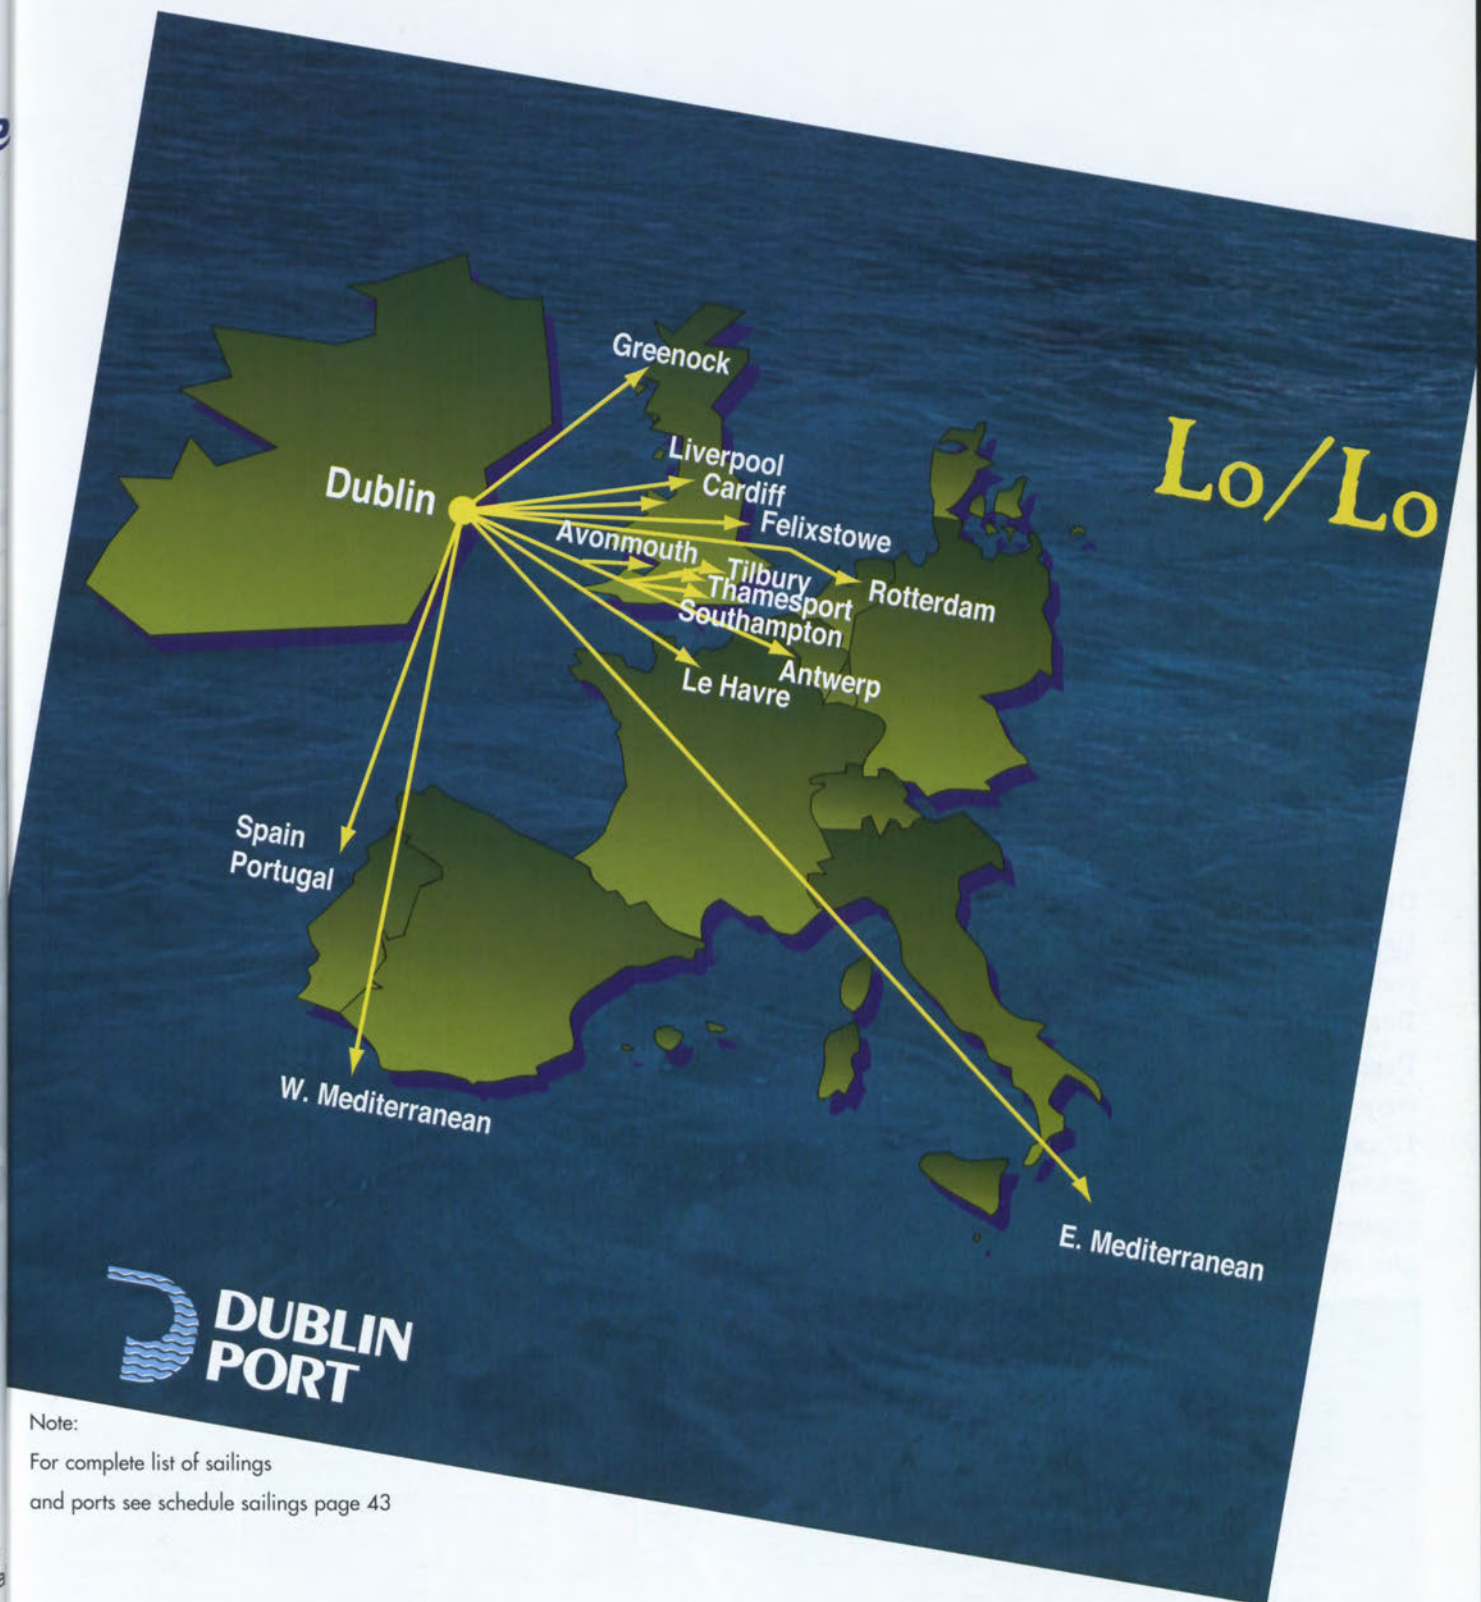 Lo/Lo
Greenock
Liverpool
Cardiff
Dublin
Felixstowe
Avonmouth
Tilbury
Thamesport
Rotterdam
Southampton
Antwerp
Le Havre
Spain
Portugal
W. Mediterranean
E. Mediterranean
DUBLIN
PORT
Note:
For complete list of sailings
and ports see schedule sailings page 43